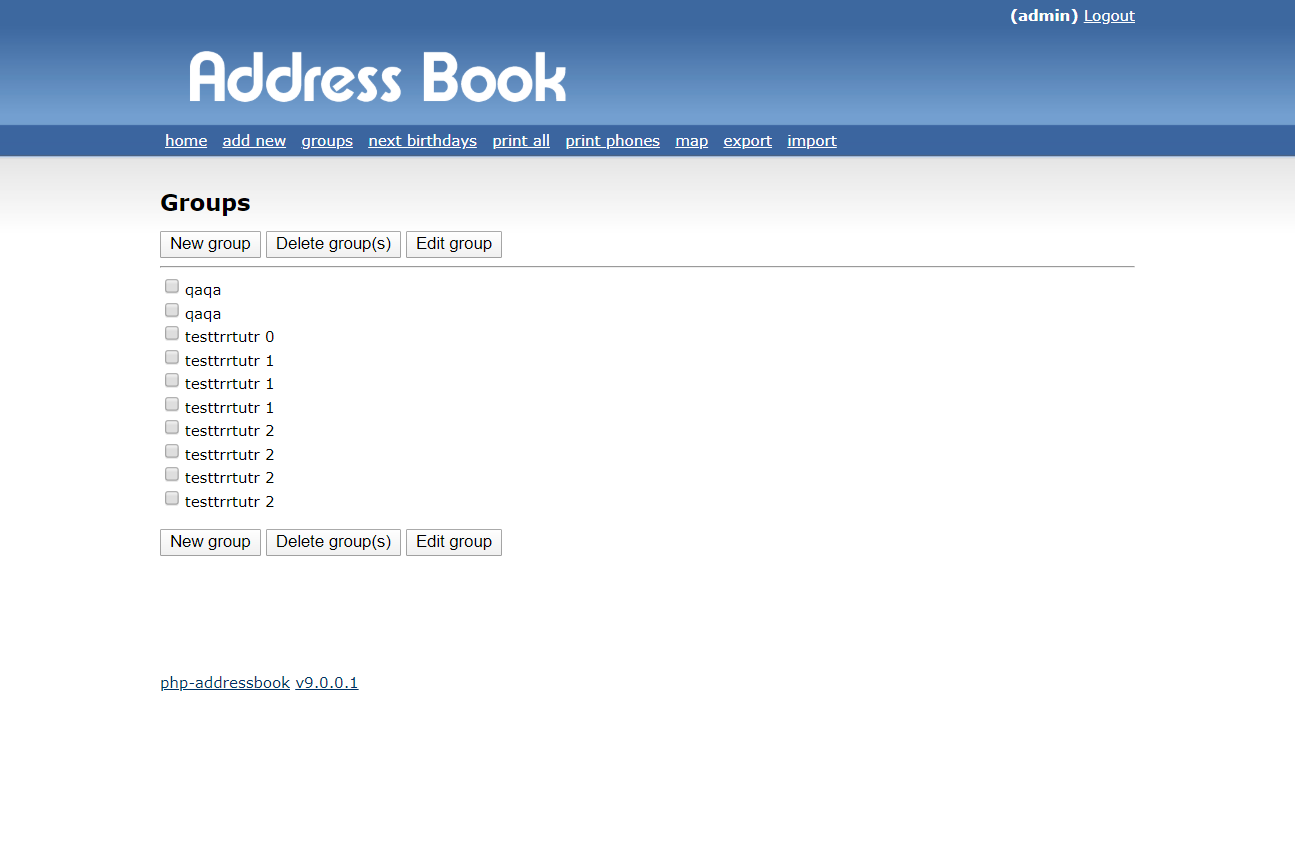 (admin) Logout
Address Book
home add new groups next birthdays print all print phones map export import
Groups
New group Delete group(s) Edit group
qaqa
qaqa
testtrrtutr 0
testtrrtutr 1
testtrrtutr 1
testtrrtutr 1
testtrrtutr 2
testtrrtutr 2
testtrrtutr 2
testtrrtutr 2
New group Delete group(s) Edit group
php-addressbook v9.0.0.1